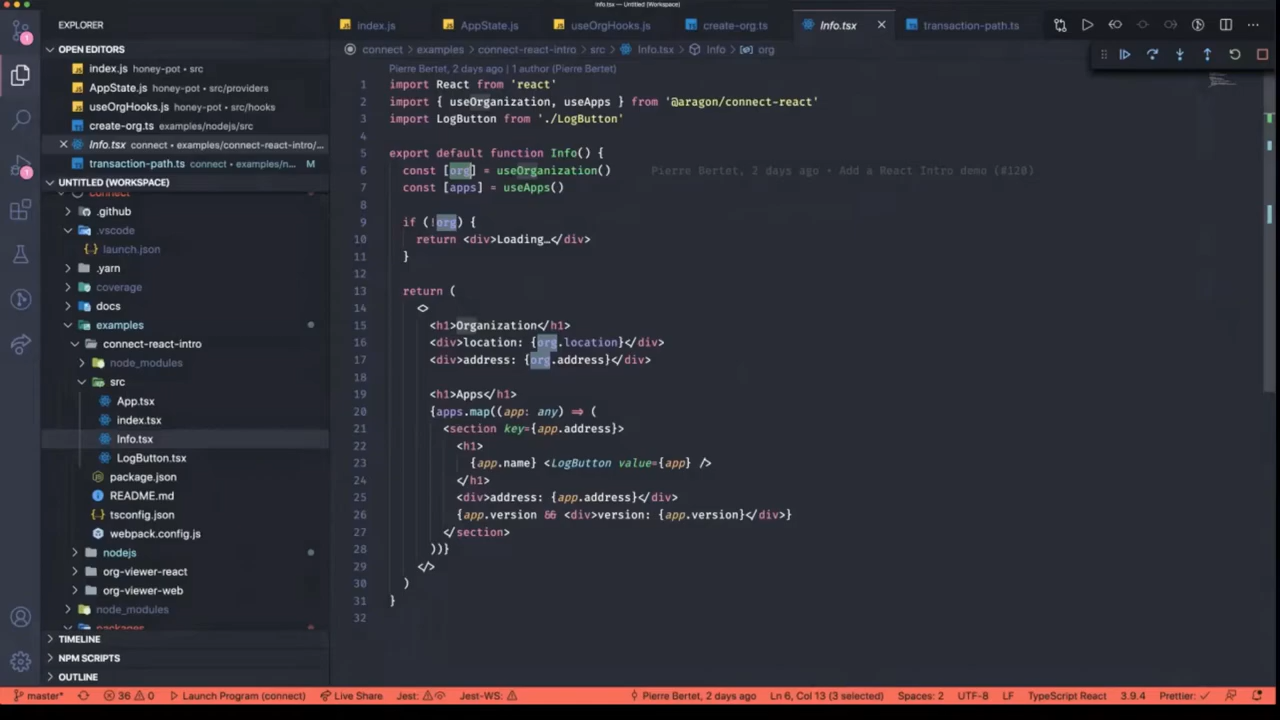 Info.tsx — Untitled (Workspace)
EXPLORER
OPEN EDITORS
index.js honey-pot • src
AppState.js honey-pot • src/providers
useOrgHooks.js honey-pot • src/hooks
create-org.ts examples/nodejs/src
Info.tsx connect • examples/connect-react-intro/...
transaction-path.ts connect • examples/n... M
UNTITLED (WORKSPACE)
connect
.github
.vscode
launch.json
.yarn
coverage
docs
examples
connect-react-intro
node_modules
src
App.tsx
index.tsx
Info.tsx
LogButton.tsx
package.json
README.md
tsconfig.json
webpack.config.js
nodejs
org-viewer-react
org-viewer-web
node_modules
packages
TIMELINE
NPM SCRIPTS
OUTLINE
index.js AppState.js useOrgHooks.js create-org.ts Info.tsx transaction-path.ts
connect › examples › connect-react-intro › src › Info.tsx › Info › org
Pierre Bertet, 2 days ago | 1 author (Pierre Bertet)
1 import React from 'react'
2 import { useOrganization, useApps } from '@aragon/connect-react'
3 import LogButton from './LogButton'
4
5 export default function Info() {
6 const [org] = useOrganization() Pierre Bertet, 2 days ago • Add a React Intro demo (#120)
7 const [apps] = useApps()
8
9 if (!org) {
10 return <div>Loading…</div>
11 }
12
13 return (
14 <>
15 <h1>Organization</h1>
16 <div>location: {org.location}</div>
17 <div>address: {org.address}</div>
18
19 <h1>Apps</h1>
20 {apps.map((app: any) => (
21 <section key={app.address}>
22 <h1>
23 {app.name} <LogButton value={app} />
24 </h1>
25 <div>address: {app.address}</div>
26 {app.version && <div>version: {app.version}</div>}
27 </section>
28 ))}
29 </>
30 )
31 }
32
master* 36 0 Launch Program (connect) Live Share Jest: Jest-WS: Pierre Bertet, 2 days ago Ln 6, Col 13 (3 selected) Spaces: 2 UTF-8 LF TypeScript React 3.9.4 Prettier: ✓